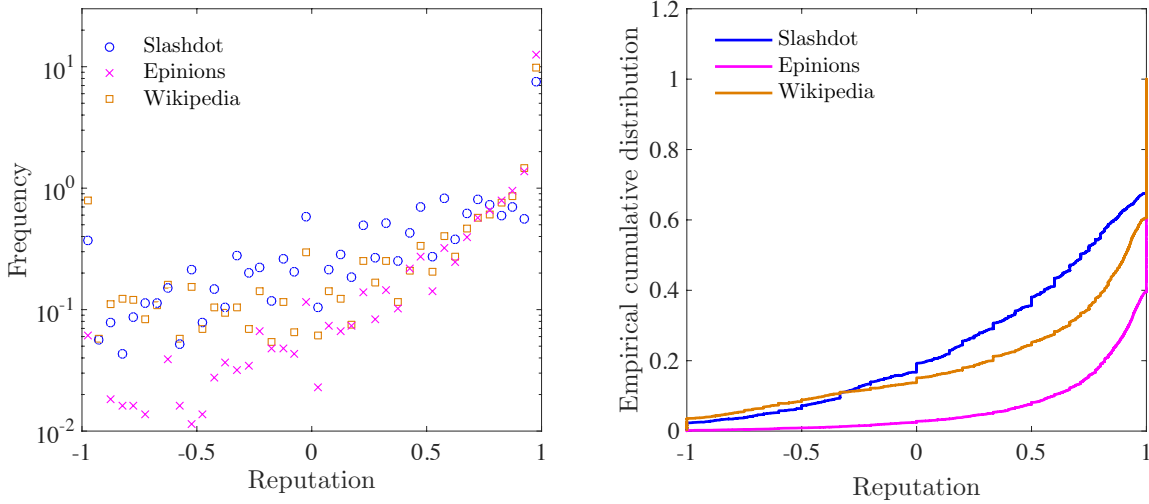 Slashdot
Epinions
Wikipedia
10^1
10^0
10^-1
10^-2
Frequency
-1
-0.5
0
0.5
1
Reputation
Slashdot
Epinions
Wikipedia
1.2
1
0.8
0.6
0.4
0.2
0
Empirical cumulative distribution
-1
-0.5
0
0.5
1
Reputation